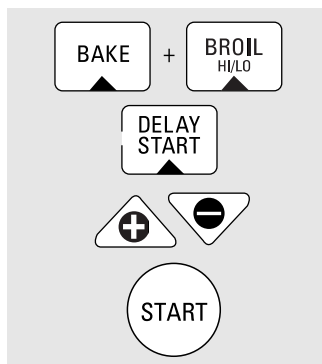 BAKE + BROIL
HI/LO
DELAY
START
+ −
START